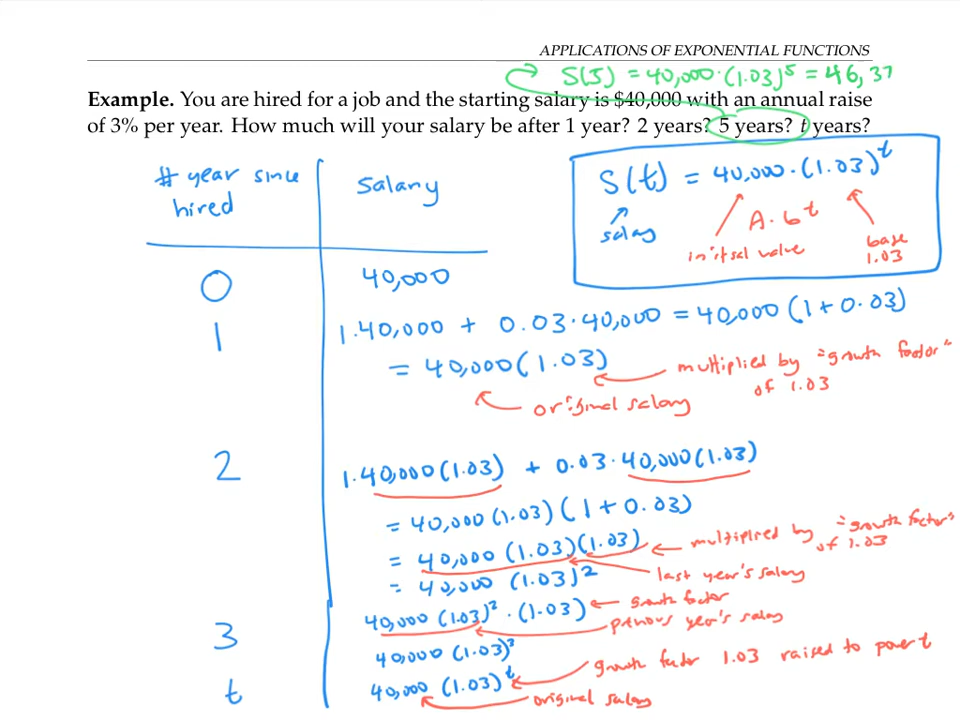 APPLICATIONS OF EXPONENTIAL FUNCTIONS
S(5) = 40,000·(1.03)^5 = 46,37
Example. You are hired for a job and the starting salary is $40,000 with an annual raise
of 3% per year. How much will your salary be after 1 year? 2 years? 5 years? t years?
# year since hired
Salary
S(t) = 40,000·(1.03)^t
salary
A·b^t
initial value
base 1.03
0
40,000
1
1·40,000 + 0.03·40,000 = 40,000 (1+0.03)
= 40,000(1.03)
multiplied by "growth factor" of 1.03
original salary
2
1·40,000(1.03) + 0.03·40,000(1.03)
= 40,000 (1.03)(1+0.03)
= 40,000 (1.03)(1.03)
multiplied by "growth factor" of 1.03
last year's salary
= 40,000 (1.03)^2
3
40,000 (1.03)^2 · (1.03)
growth factor
previous year's salary
40,000 (1.03)^3
t
40,000 (1.03)^t
growth factor 1.03 raised to power t
original salary